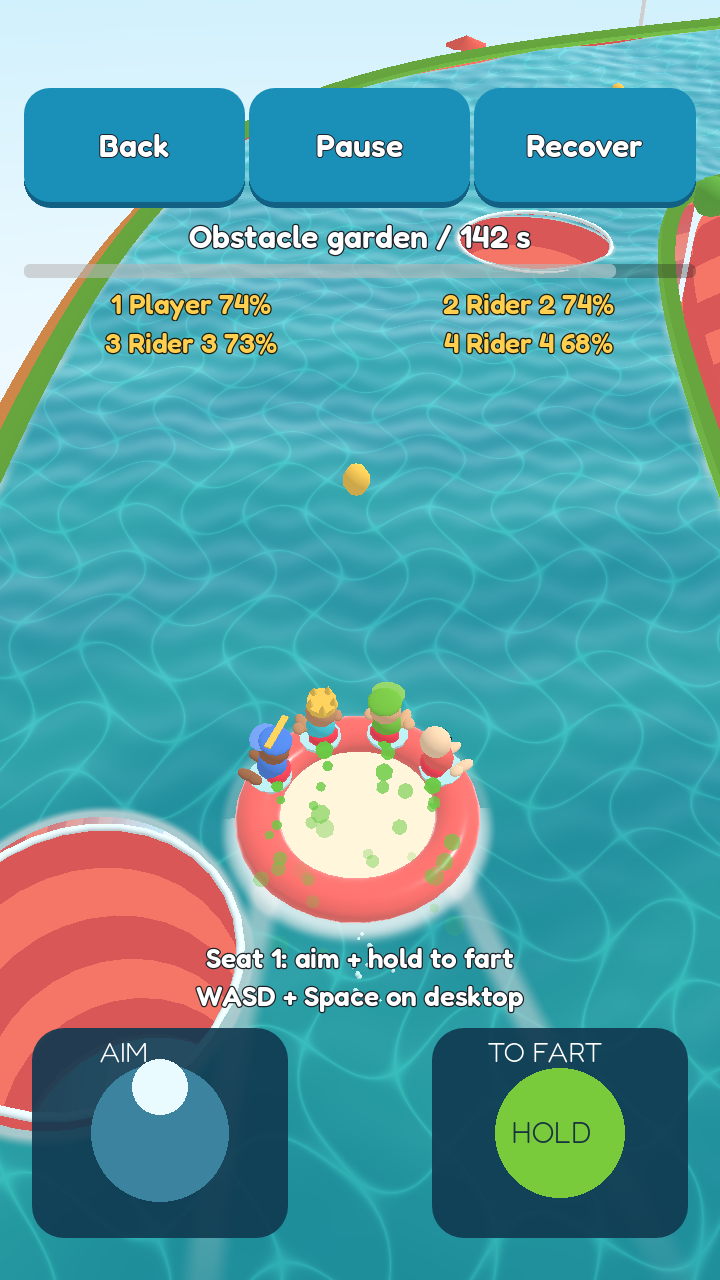 Back Pause Recover
Obstacle garden / 142 s
1 Player 74% 2 Rider 2 74%
3 Rider 3 73% 4 Rider 4 68%
Seat 1: aim + hold to fart
WASD + Space on desktop
AIM TO FART
HOLD